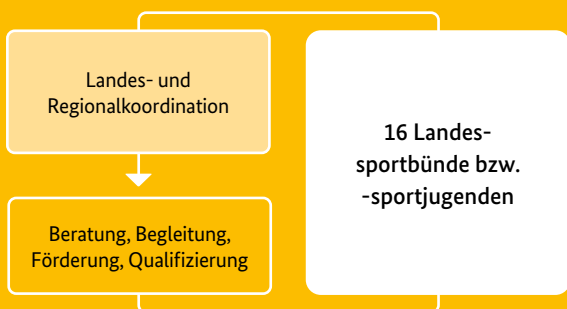 Landes- und
Regionalkoordination
Beratung, Begleitung,
Förderung, Qualifizierung
16 Landes-
sportbünde bzw.
-sportjugenden